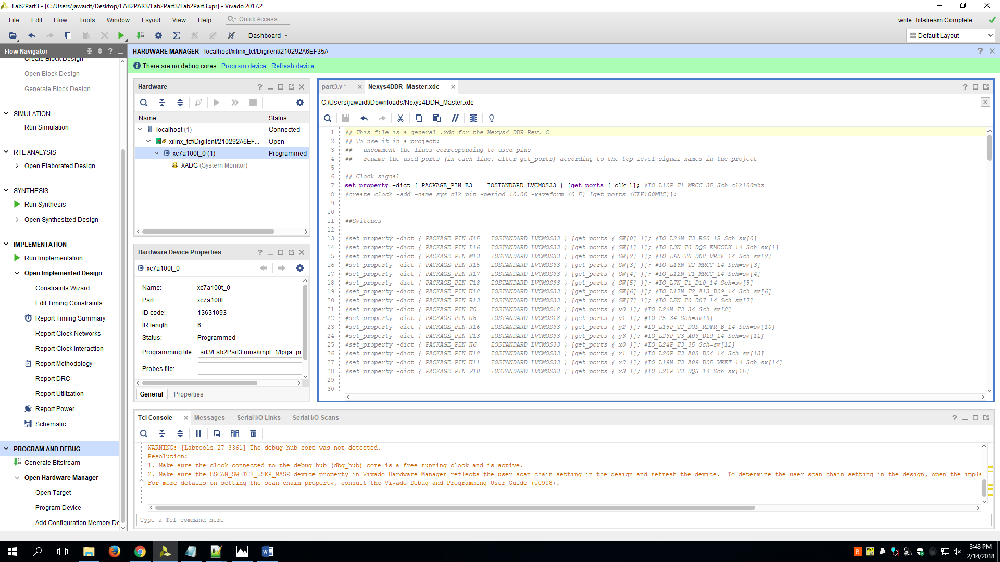 Lab2Part3 - [C:/Users/jawaidt/Desktop/LAB2PAR3/Lab2Part3/Lab2Part3.xpr] - Vivado 2017.2
File Edit Flow Tools Window Layout View Help Quick Access
write_bitstream Complete
Dashboard
Default Layout
Flow Navigator
Create Block Design
Open Block Design
Generate Block Design
SIMULATION
Run Simulation
RTL ANALYSIS
Open Elaborated Design
SYNTHESIS
Run Synthesis
Open Synthesized Design
IMPLEMENTATION
Run Implementation
Open Implemented Design
Constraints Wizard
Edit Timing Constraints
Report Timing Summary
Report Clock Networks
Report Clock Interaction
Report Methodology
Report DRC
Report Utilization
Report Power
Schematic
PROGRAM AND DEBUG
Generate Bitstream
Open Hardware Manager
Open Target
Program Device
Add Configuration Memory De
HARDWARE MANAGER - localhost/xilinx_tcf/Digilent/210292A6EF35A
There are no debug cores. Program device Refresh device
Hardware
Name Status
localhost (1) Connected
xilinx_tcf/Digilent/210292A6EF... Open
xc7a100t_0 (1) Programmed
XADC (System Monitor)
Hardware Device Properties
xc7a100t_0
Name: xc7a100t_0
Part: xc7a100t
ID code: 13631093
IR length: 6
Status: Programmed
Programming file: art3/Lab2Part3.runs/impl_1/fpga_pr
Probes file:
General Properties
part3.v * Nexys4DDR_Master.xdc
C:/Users/jawaidt/Downloads/Nexys4DDR_Master.xdc
1 ## This file is a general .xdc for the Nexys4 DDR Rev. C
2 ## To use it in a project:
3 ## - uncomment the lines corresponding to used pins
4 ## - rename the used ports (in each line, after get_ports) according to the top level signal names in the project
5
6 ## Clock signal
7 set_property -dict { PACKAGE_PIN E3 IOSTANDARD LVCMOS33 } [get_ports { clk }]; #IO_L12P_T1_MRCC_35 Sch=clk100mhz
8 #create_clock -add -name sys_clk_pin -period 10.00 -waveform {0 5} [get_ports {CLK100MHZ}];
9
10
11 ##Switches
12
13 #set_property -dict { PACKAGE_PIN J15 IOSTANDARD LVCMOS33 } [get_ports { SW[0] }]; #IO_L24N_T3_RS0_15 Sch=sw[0]
14 #set_property -dict { PACKAGE_PIN L16 IOSTANDARD LVCMOS33 } [get_ports { SW[1] }]; #IO_L3N_T0_DQS_EMCCLK_14 Sch=sw[1]
15 #set_property -dict { PACKAGE_PIN M13 IOSTANDARD LVCMOS33 } [get_ports { SW[2] }]; #IO_L6N_T0_D08_VREF_14 Sch=sw[2]
16 #set_property -dict { PACKAGE_PIN R15 IOSTANDARD LVCMOS33 } [get_ports { SW[3] }]; #IO_L13N_T2_MRCC_14 Sch=sw[3]
17 #set_property -dict { PACKAGE_PIN R17 IOSTANDARD LVCMOS33 } [get_ports { SW[4] }]; #IO_L12N_T1_MRCC_14 Sch=sw[4]
18 #set_property -dict { PACKAGE_PIN T18 IOSTANDARD LVCMOS33 } [get_ports { SW[5] }]; #IO_L7N_T1_D10_14 Sch=sw[5]
19 #set_property -dict { PACKAGE_PIN U18 IOSTANDARD LVCMOS33 } [get_ports { SW[6] }]; #IO_L17N_T2_A13_D29_14 Sch=sw[6]
20 #set_property -dict { PACKAGE_PIN R13 IOSTANDARD LVCMOS33 } [get_ports { SW[7] }]; #IO_L5N_T0_D07_14 Sch=sw[7]
21 #set_property -dict { PACKAGE_PIN T8 IOSTANDARD LVCMOS18 } [get_ports { y0 }]; #IO_L24N_T3_34 Sch=sw[8]
22 #set_property -dict { PACKAGE_PIN U8 IOSTANDARD LVCMOS18 } [get_ports { y1 }]; #IO_25_34 Sch=sw[9]
23 #set_property -dict { PACKAGE_PIN R16 IOSTANDARD LVCMOS33 } [get_ports { y2 }]; #IO_L15P_T2_DQS_RDWR_B_14 Sch=sw[10]
24 #set_property -dict { PACKAGE_PIN T13 IOSTANDARD LVCMOS33 } [get_ports { y3 }]; #IO_L23P_T3_A03_D19_14 Sch=sw[11]
25 #set_property -dict { PACKAGE_PIN H6 IOSTANDARD LVCMOS33 } [get_ports { x0 }]; #IO_L24P_T3_35 Sch=sw[12]
26 #set_property -dict { PACKAGE_PIN U12 IOSTANDARD LVCMOS33 } [get_ports { x1 }]; #IO_L20P_T3_A08_D24_14 Sch=sw[13]
27 #set_property -dict { PACKAGE_PIN U11 IOSTANDARD LVCMOS33 } [get_ports { x2 }]; #IO_L19N_T3_A09_D25_VREF_14 Sch=sw[14]
28 #set_property -dict { PACKAGE_PIN V10 IOSTANDARD LVCMOS33 } [get_ports { x3 }]; #IO_L21P_T3_DQS_14 Sch=sw[15]
29
30
Tcl Console Messages Serial I/O Links Serial I/O Scans
WARNING: [Labtools 27-3361] The debug hub core was not detected.
Resolution:
1. Make sure the clock connected to the debug hub (dbg_hub) core is a free running clock and is active.
2. Make sure the BSCAN_SWITCH_USER_MASK device property in Vivado Hardware Manager reflects the user scan chain setting in the design and refresh the device. To determine the user scan chain setting in the design, open the imple
For more details on setting the scan chain property, consult the Vivado Debug and Programming User Guide (UG908).
Type a Tcl command here
3:43 PM
2/14/2018